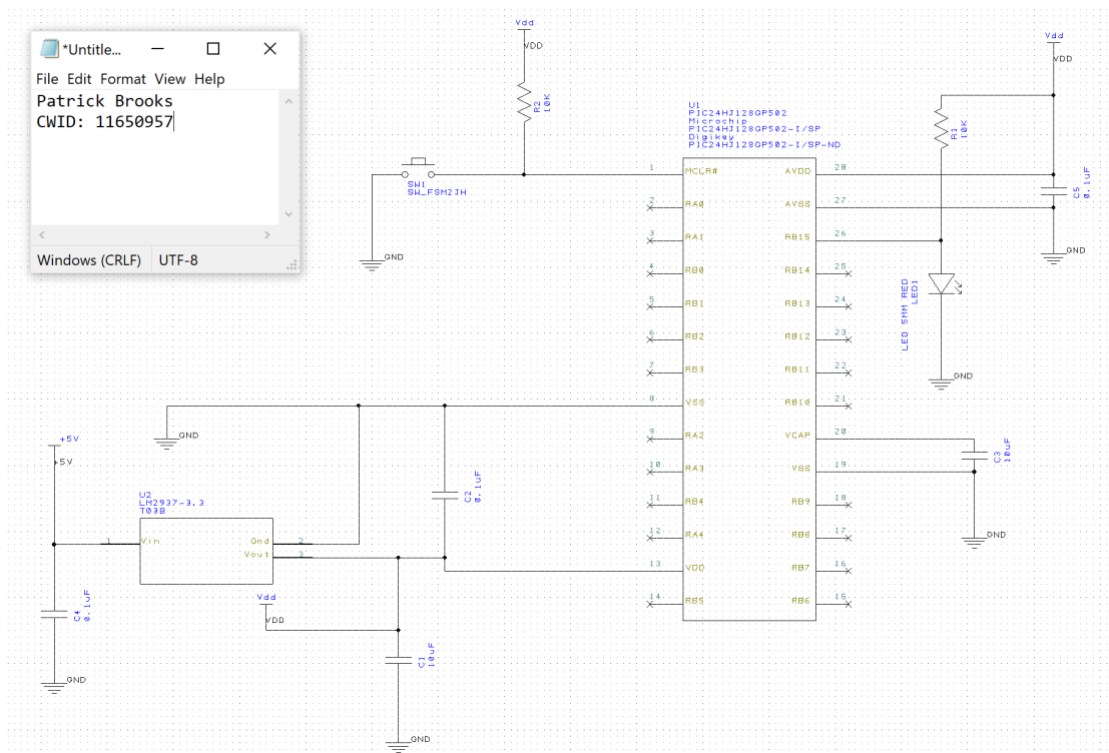 *Untitle...
File Edit Format View Help
Patrick Brooks
CWID: 11650957
Windows (CRLF) UTF-8
Vdd
VDD
R2
10K
SW1
SW_FSM2JH
GND
U1
PIC24HJ128GP502
Microchip
PIC24HJ128GP502-I/SP
Digikey
PIC24HJ128GP502-I/SP-ND
1 MCLR# AVDD 28
2 RA0 AVSS 27
3 RA1 RB15 26
4 RB0 RB14 25
5 RB1 RB13 24
6 RB2 RB12 23
7 RB3 RB11 22
8 VSS RB10 21
9 RA2 VCAP 20
10 RA3 VSS 19
11 RB4 RB9 18
12 RA4 RB8 17
13 VDD RB7 16
14 RB5 RB6 15
Vdd
VDD
R1
10K
C5
0.1uF
GND
LED 5MM RED
LED1
GND
C3
10uF
GND
GND
+5V
+5V
U2
LM2937-3.3
TO3B
1 Vin Gnd 2
Vout 3
C2
0.1uF
C4
0.1uF
GND
Vdd
VDD
C1
10uF
GND